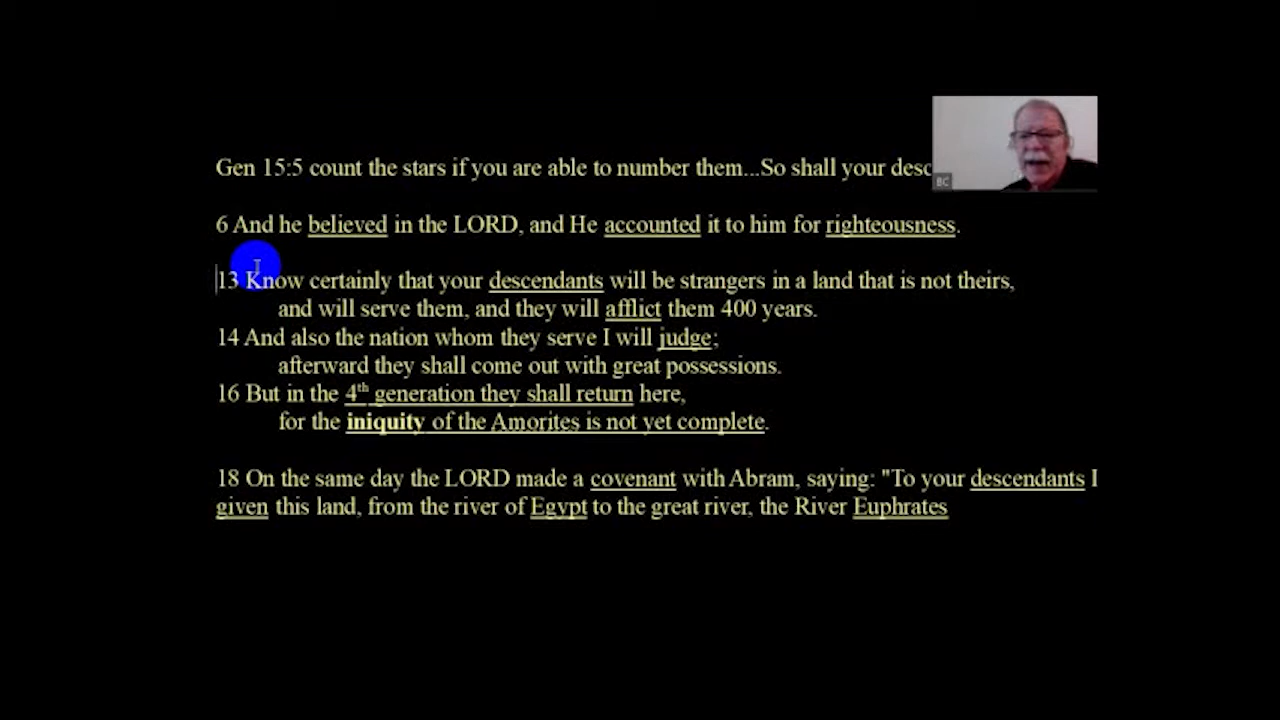 Gen 15:5 count the stars if you are able to number them...So shall your desc
6 And he believed in the LORD, and He accounted it to him for righteousness.
13 Know certainly that your descendants will be strangers in a land that is not theirs,
and will serve them, and they will afflict them 400 years.
14 And also the nation whom they serve I will judge;
afterward they shall come out with great possessions.
16 But in the 4th generation they shall return here,
for the iniquity of the Amorites is not yet complete.
18 On the same day the LORD made a covenant with Abram, saying: "To your descendants I
given this land, from the river of Egypt to the great river, the River Euphrates
BC